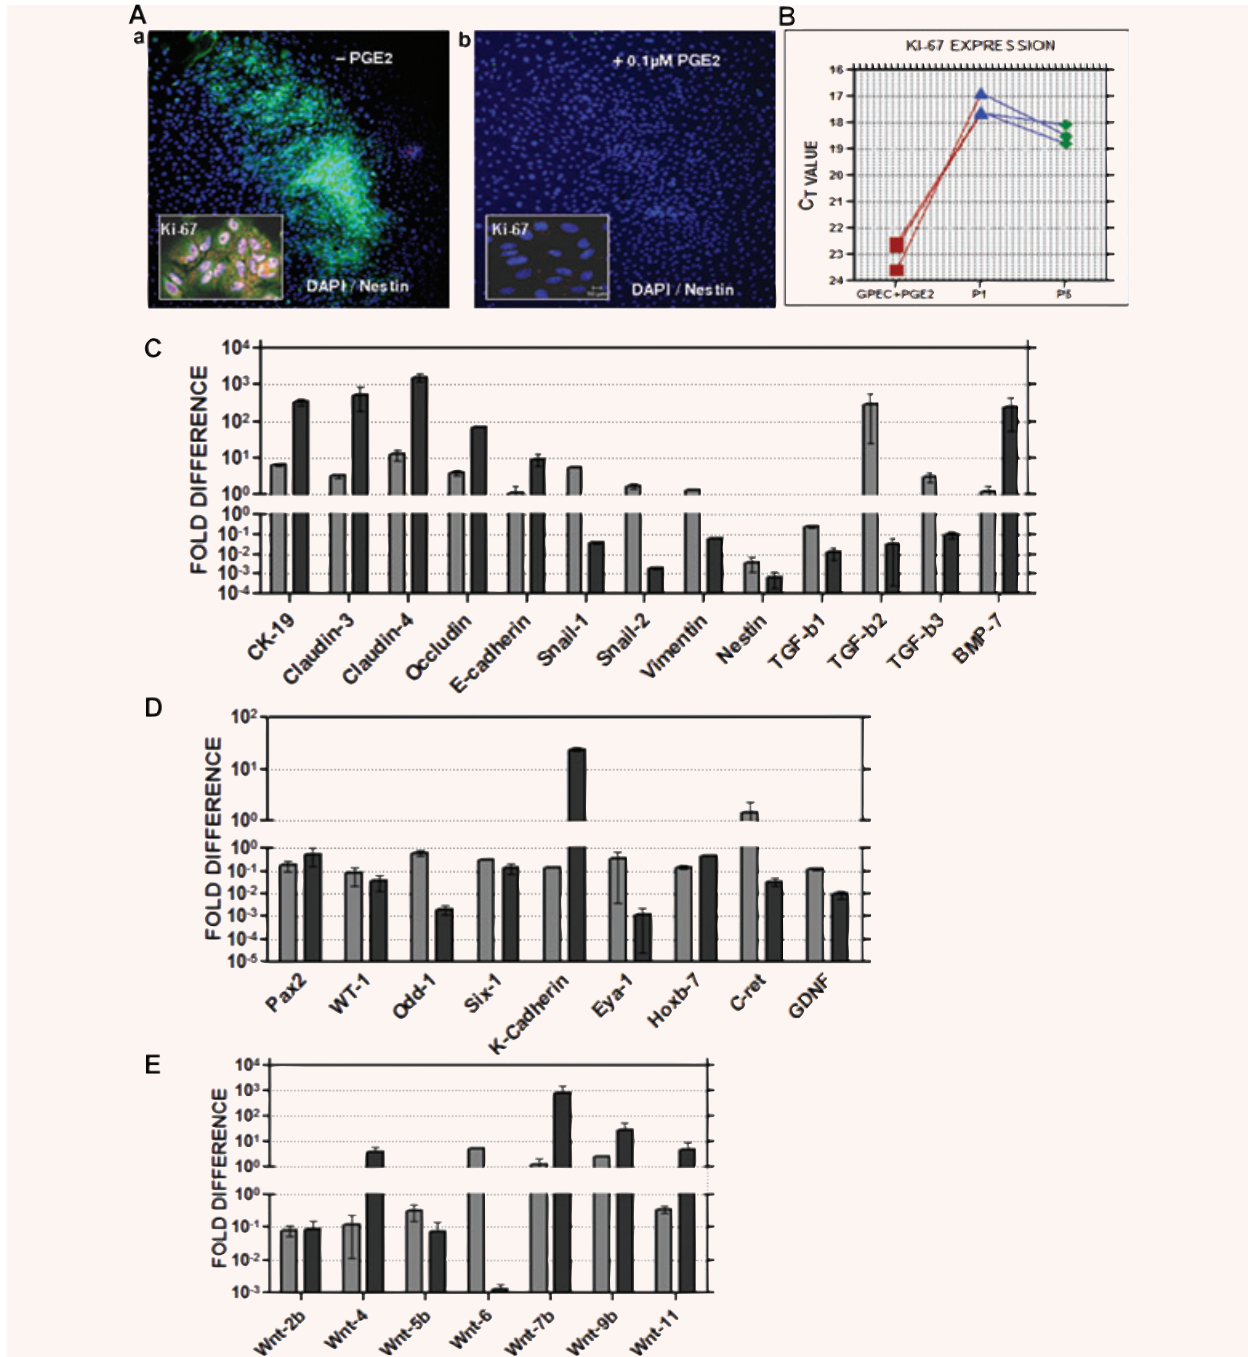 A
B
a
b
– PGE2
+ 0.1µM PGE2
Ki-67
Ki-67
DAPI / Nestin
DAPI / Nestin
KI-67 EXPRESSION
CT VALUE
16
17
18
19
20
21
22
23
24
GPEC+PGE2
P1
C
FOLD DIFFERENCE
10⁴
10³
10²
10¹
10⁰
10⁰
10⁻¹
10⁻²
10⁻³
10⁻⁴
CK-19
Claudin-3
Claudin-4
Occludin
E-cadherin
Snail-1
Snail-2
Vimentin
Nestin
TGF-b1
TGF-b2
TGF-b3
BMP-7
D
FOLD DIFFERENCE
10²
10¹
10⁰
10⁰
10⁻¹
10⁻²
10⁻³
10⁻⁴
10⁻⁵
Pax2
WT-1
Odd-1
Six-1
K-Cadherin
Eya-1
Hoxb-7
C-ret
GDNF
E
FOLD DIFFERENCE
10⁴
10³
10²
10¹
10⁰
10⁰
10⁻¹
10⁻²
10⁻³
Wnt-2b
Wnt-4
Wnt-5b
Wnt-6
Wnt-7b
Wnt-9b
Wnt-11